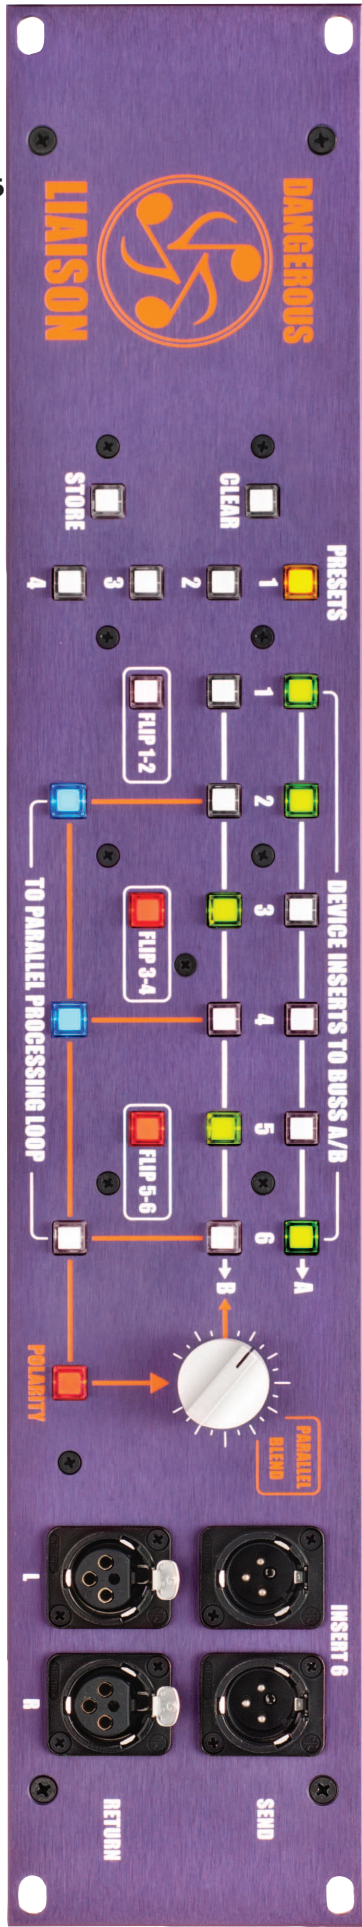 DANGEROUS
LIAISON
CLEAR
STORE
PRESETS
1
2
3
4
DEVICE INSERTS TO BUSS A/B
1
2
3
4
5
6
A
B
FLIP 1-2
FLIP 3-4
FLIP 5-6
TO PARALLEL PROCESSING LOOP
POLARITY
PARALLEL
BLEND
INSERT 6
SEND
L
R
RETURN